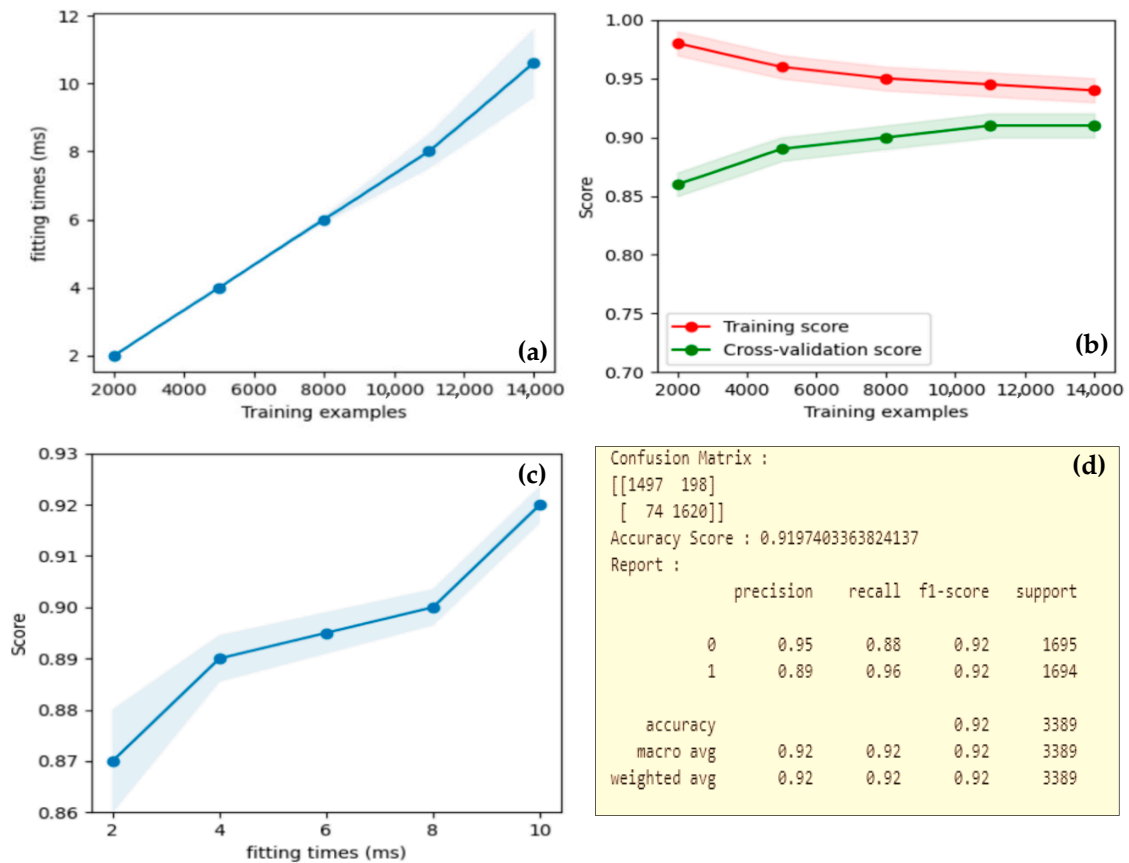 12
10
8
6
4
2
fitting times (ms)
2000 4000 6000 8000 10,000 12,000 14,000
Training examples
(a)
1.00
0.95
0.90
0.85
0.80
0.75
0.70
Score
Training score
Cross-validation score
(b)
2000 4000 6000 8000 10,000 12,000 14,000
Training examples
0.93
0.92
0.91
0.90
0.89
0.88
0.87
0.86
Score
(c)
2 4 6 8 10
fitting times (ms)
(d)
Confusion Matrix :
[[1497 198]
[ 74 1620]]
Accuracy Score : 0.9197403363824137
Report :
precision recall f1-score support
0 0.95 0.88 0.92 1695
1 0.89 0.96 0.92 1694
accuracy 0.92 3389
macro avg 0.92 0.92 0.92 3389
weighted avg 0.92 0.92 0.92 3389